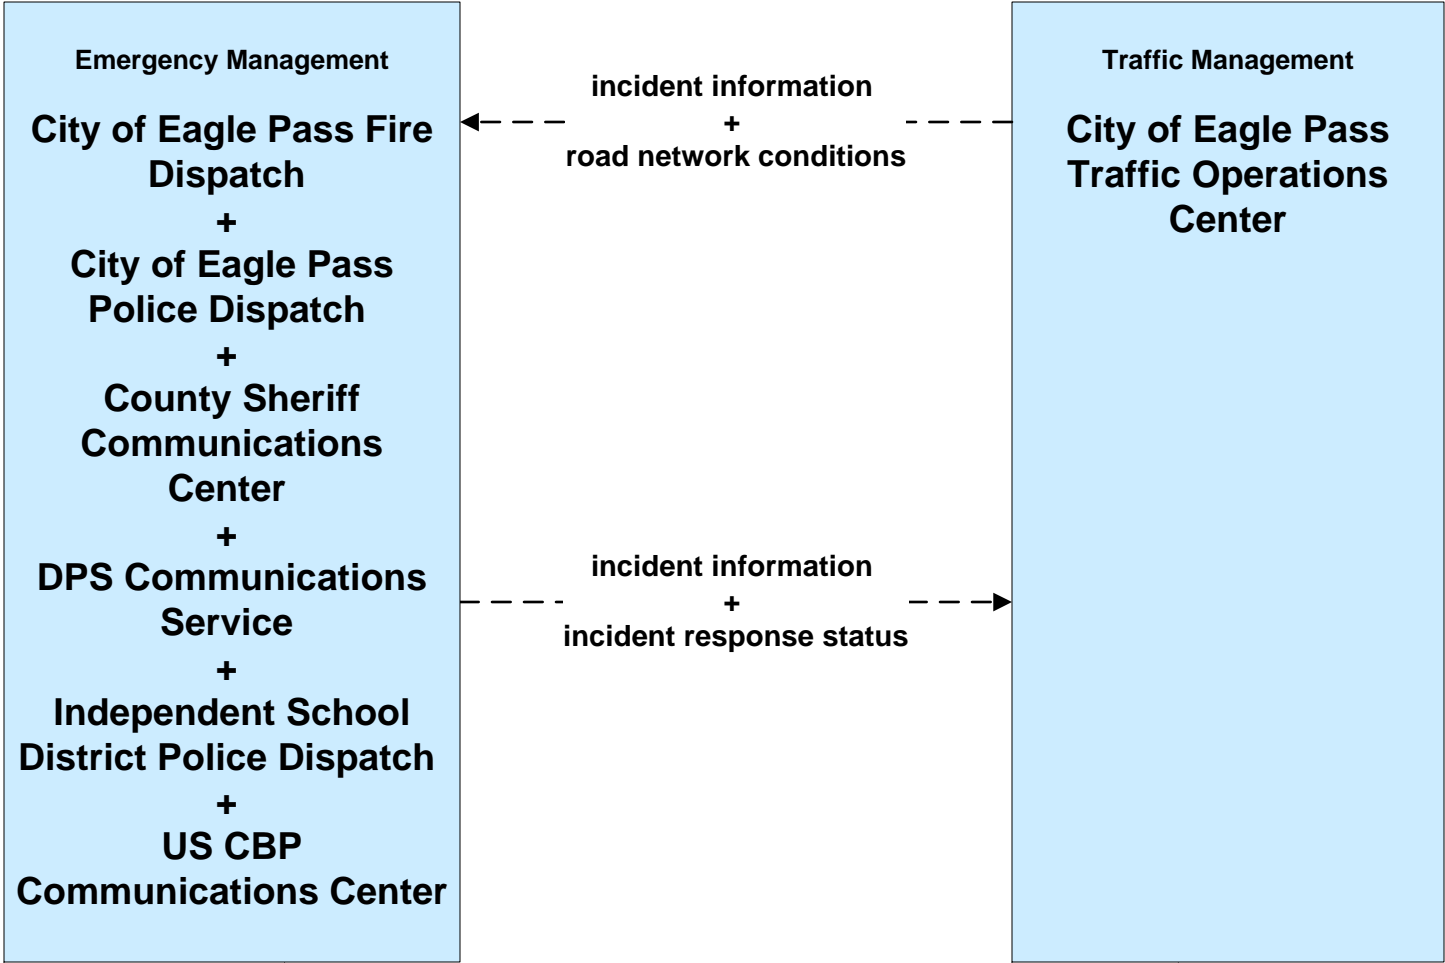 Emergency Management
City of Eagle Pass Fire
Dispatch
+
City of Eagle Pass
Police Dispatch
+
County Sheriff
Communications
Center
+
DPS Communications
Service
+
Independent School
District Police Dispatch
+
US CBP
Communications Center
incident information
+
road network conditions
incident information
+
incident response status
Traffic Management
City of Eagle Pass
Traffic Operations
Center